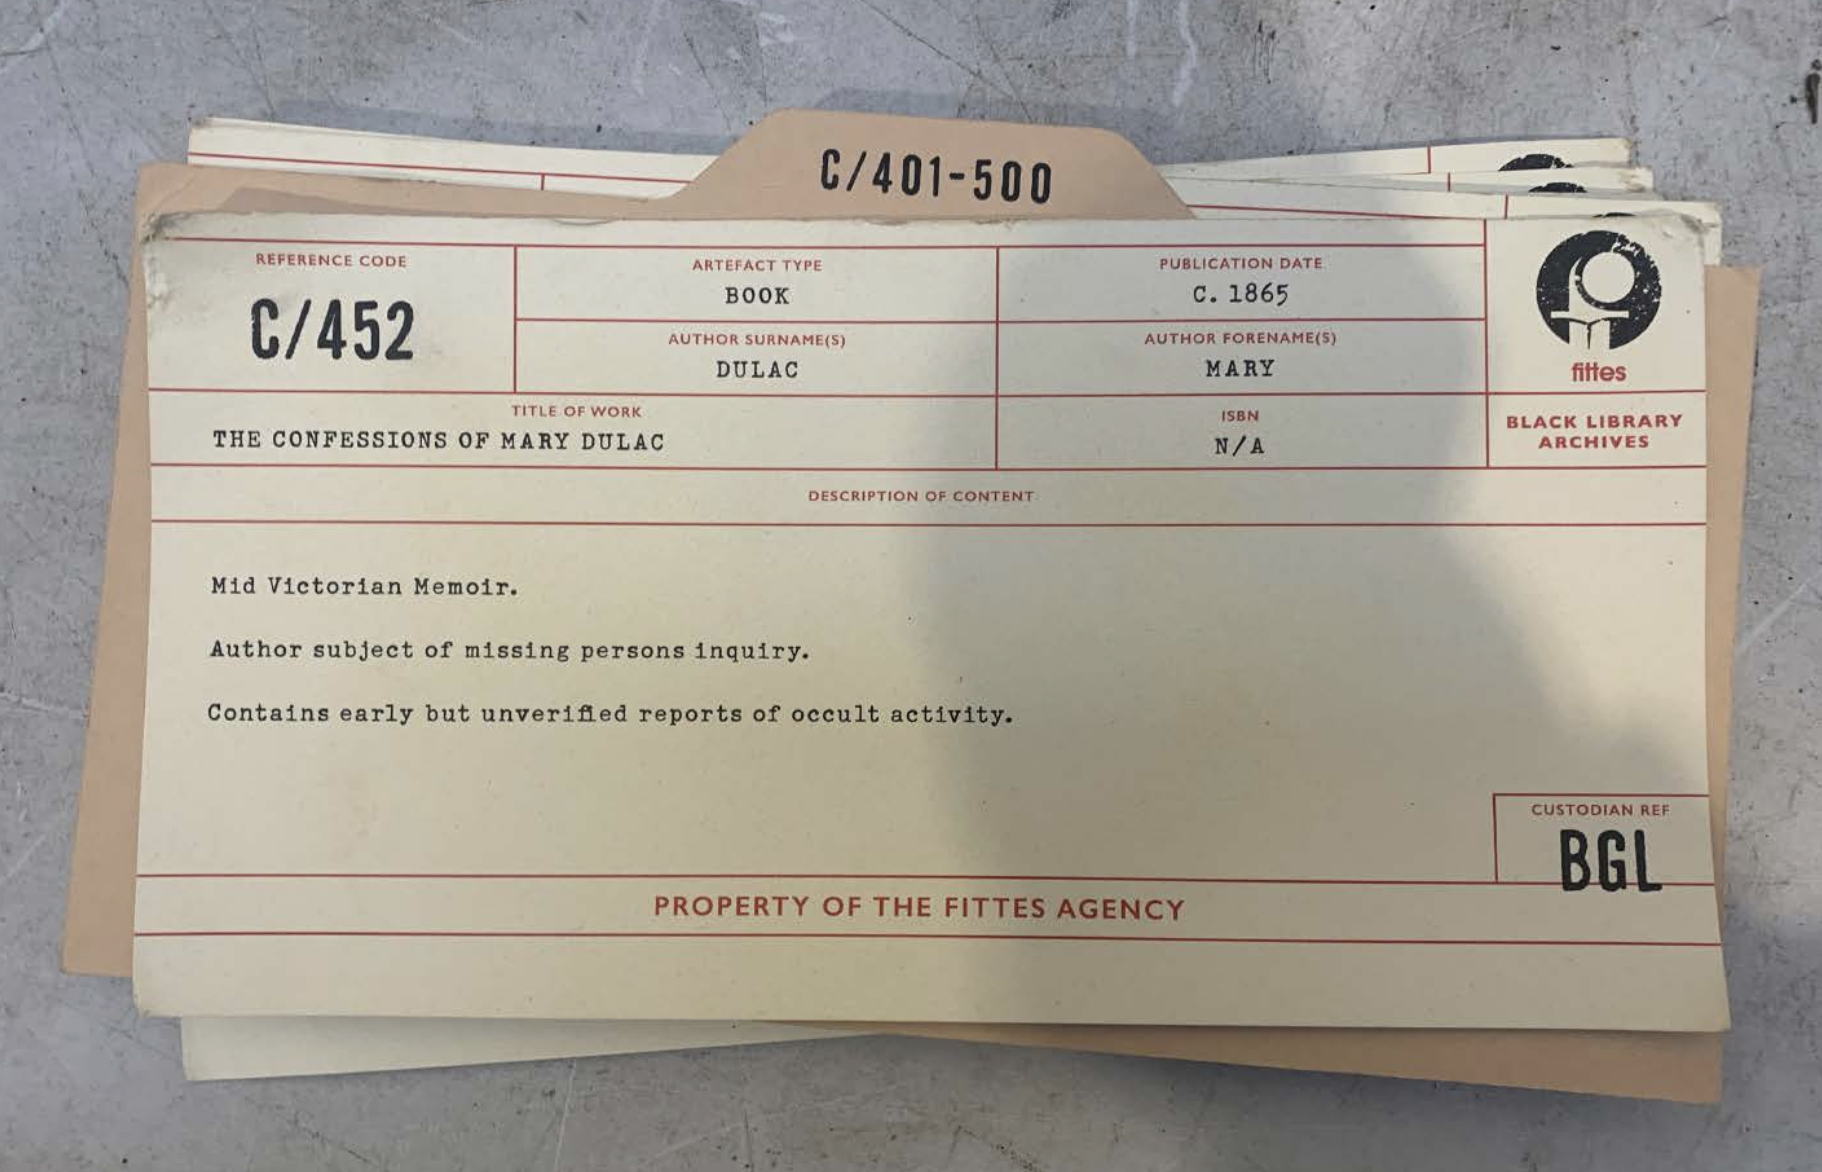 C/401-500
REFERENCE CODE
C/452
ARTEFACT TYPE
BOOK
PUBLICATION DATE
C. 1865
AUTHOR SURNAME(S)
DULAC
AUTHOR FORENAME(S)
MARY
fittes
TITLE OF WORK
THE CONFESSIONS OF MARY DULAC
ISBN
N/A
BLACK LIBRARY
ARCHIVES
DESCRIPTION OF CONTENT
Mid Victorian Memoir.
Author subject of missing persons inquiry.
Contains early but unverified reports of occult activity.
CUSTODIAN REF
BGL
PROPERTY OF THE FITTES AGENCY